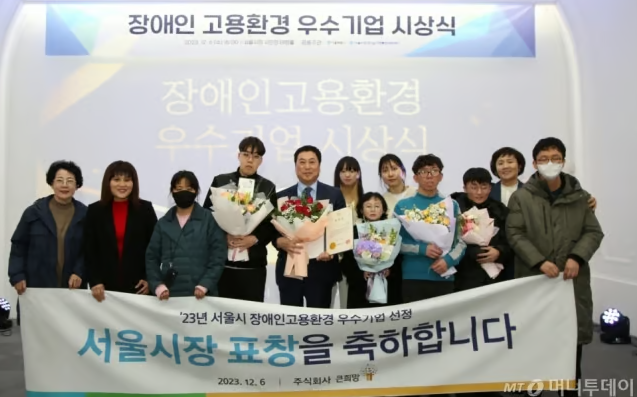 장애인 고용환경 우수기업 시상식
장애인고용환경
우수기업 시상식
'23년 서울시 장애인고용환경 우수기업 선정
서울시장 표창을 축하합니다
2023. 12. 6 주식회사 큰희망
MT 머니투데이